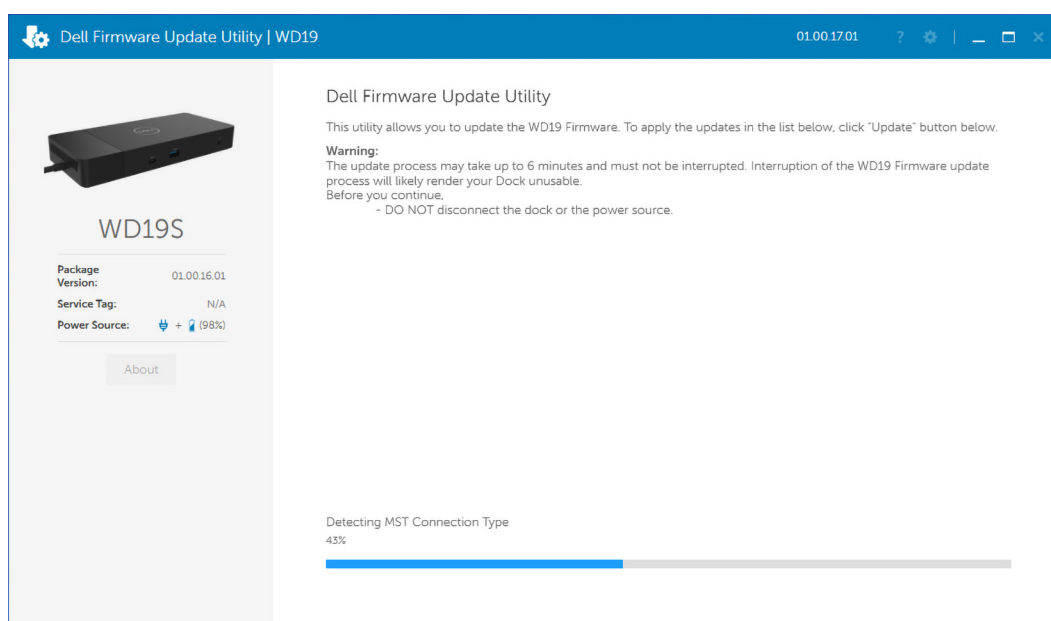 Dell Firmware Update Utility | WD19
01.00.17.01
?
Dell Firmware Update Utility
This utility allows you to update the WD19 Firmware. To apply the updates in the list below, click "Update" button below.
Warning:
The update process may take up to 6 minutes and must not be interrupted. Interruption of the WD19 Firmware update
process will likely render your Dock unusable.
Before you continue,
- DO NOT disconnect the dock or the power source.
WD19S
Package
Version:
01.00.16.01
Service Tag: N/A
Power Source: + (98%)
About
Detecting MST Connection Type
43%